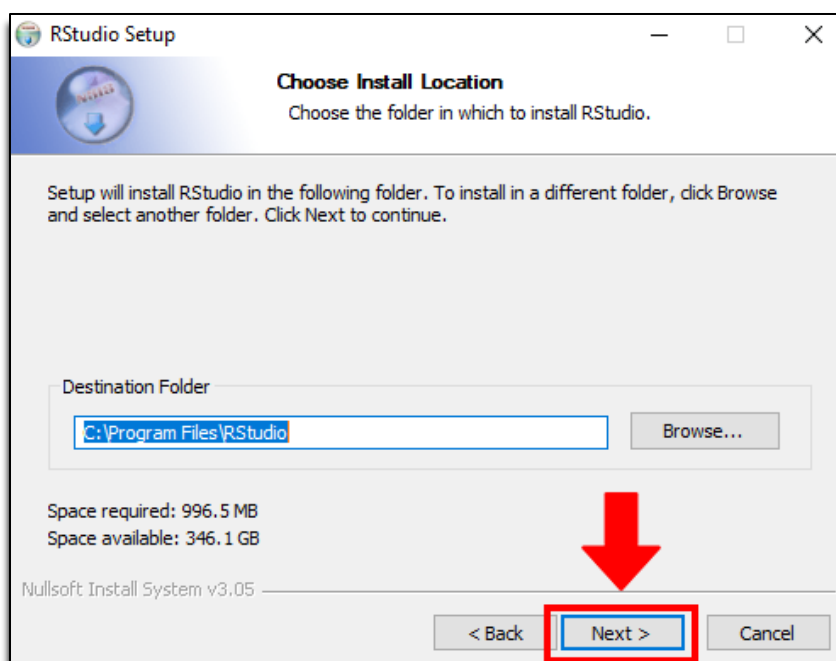 RStudio Setup
Choose Install Location
Choose the folder in which to install RStudio.
Setup will install RStudio in the following folder. To install in a different folder, click Browse
and select another folder. Click Next to continue.
Destination Folder
C:\Program Files\RStudio
Browse...
Space required: 996.5 MB
Space available: 346.1 GB
Nullsoft Install System v3.05
< Back
Next >
Cancel